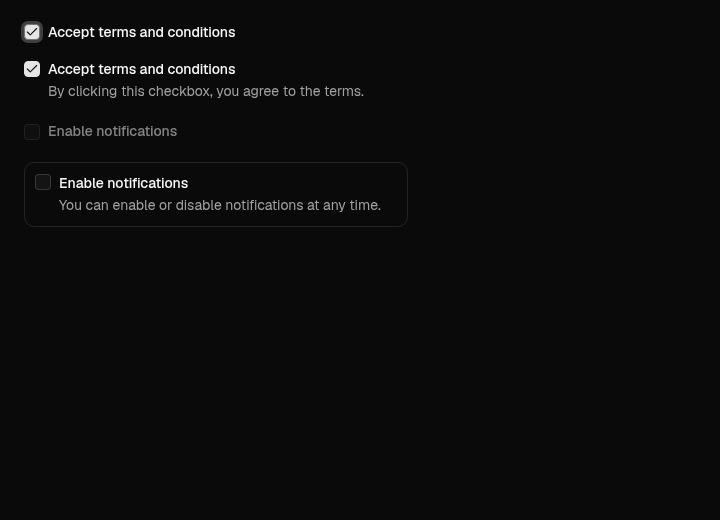 Accept terms and conditions
Accept terms and conditions
By clicking this checkbox, you agree to the terms.
Enable notifications
Enable notifications
You can enable or disable notifications at any time.